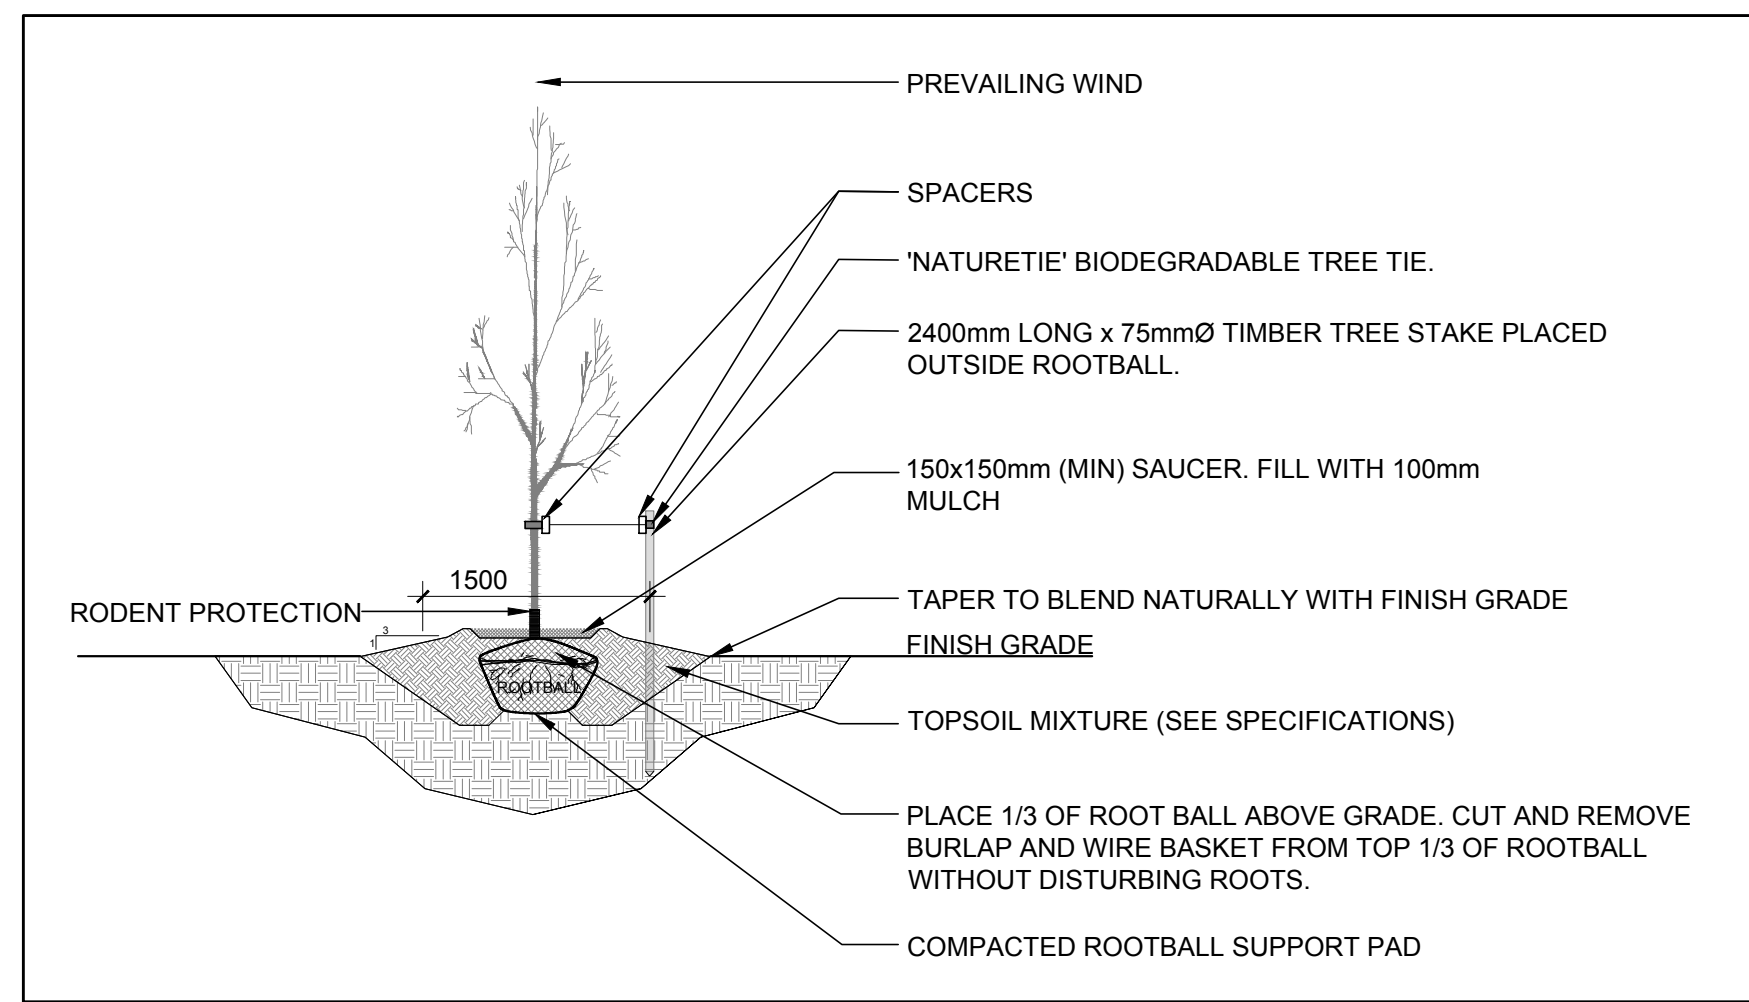 PREVAILING WIND
SPACERS
'NATURETIE' BIODEGRADABLE TREE TIE.
2400mm LONG x 75mmØ TIMBER TREE STAKE PLACED
OUTSIDE ROOTBALL.
150x150mm (MIN) SAUCER. FILL WITH 100mm
MULCH
1500
RODENT PROTECTION
3
1
TAPER TO BLEND NATURALLY WITH FINISH GRADE
FINISH GRADE
ROOTBALL
TOPSOIL MIXTURE (SEE SPECIFICATIONS)
PLACE 1/3 OF ROOT BALL ABOVE GRADE. CUT AND REMOVE
BURLAP AND WIRE BASKET FROM TOP 1/3 OF ROOTBALL
WITHOUT DISTURBING ROOTS.
COMPACTED ROOTBALL SUPPORT PAD